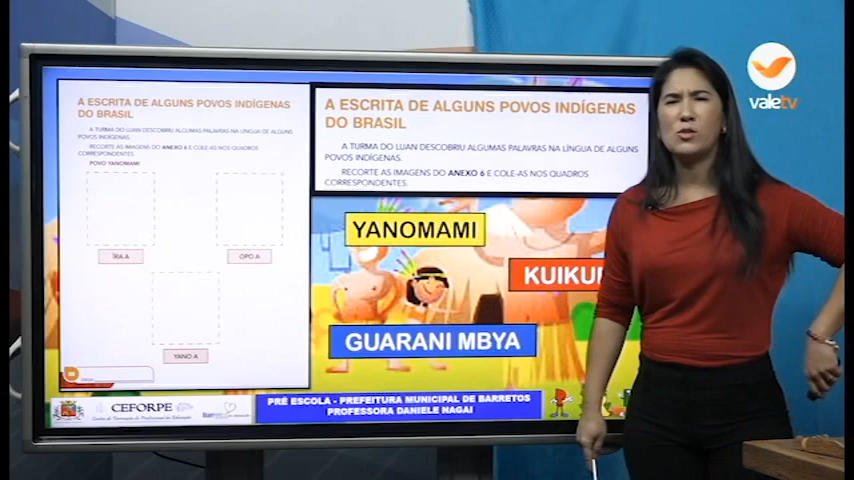 A ESCRITA DE ALGUNS POVOS INDÍGENAS
DO BRASIL
A TURMA DO LUAN DESCOBRIU ALGUMAS PALAVRAS NA LÍNGUA DE ALGUNS
POVOS INDÍGENAS.
RECORTE AS IMAGENS DO ANEXO 6 E COLE-AS NOS QUADROS
CORRESPONDENTES.
POVO YANOMAMI
ÍRA A
OPO A
YANO A
A ESCRITA DE ALGUNS POVOS INDÍGENAS
DO BRASIL
A TURMA DO LUAN DESCOBRIU ALGUMAS PALAVRAS NA LÍNGUA DE ALGUNS
POVOS INDÍGENAS.
RECORTE AS IMAGENS DO ANEXO 6 E COLE-AS NOS QUADROS
CORRESPONDENTES.
YANOMAMI
KUIKU
GUARANI MBYA
CEFORPE
PRÉ ESCOLA - PREFEITURA MUNICIPAL DE BARRETOS
PROFESSORA DANIELE NAGAI
valetv